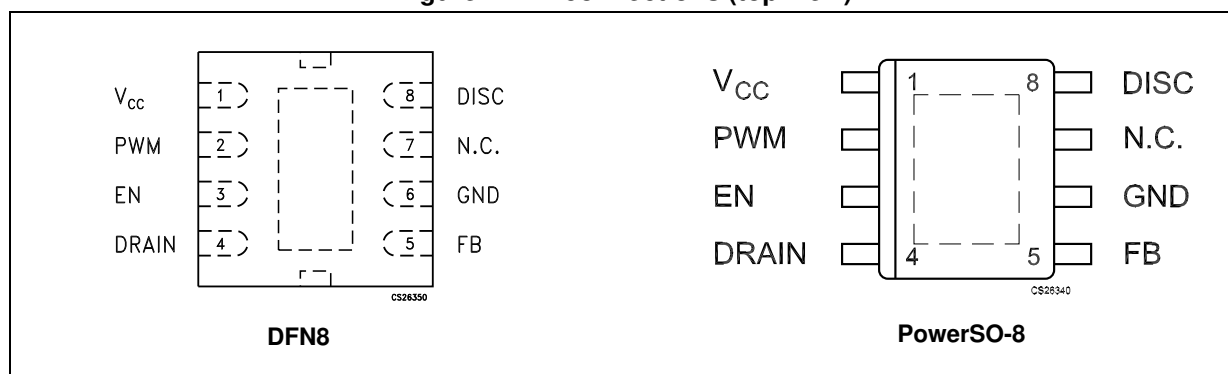 V_CC
PWM
EN
DRAIN
1
2
3
4
8
7
6
5
DISC
N.C.
GND
FB
CS26350
DFN8
V_CC
PWM
EN
DRAIN
1
4
8
5
DISC
N.C.
GND
FB
CS26340
PowerSO-8